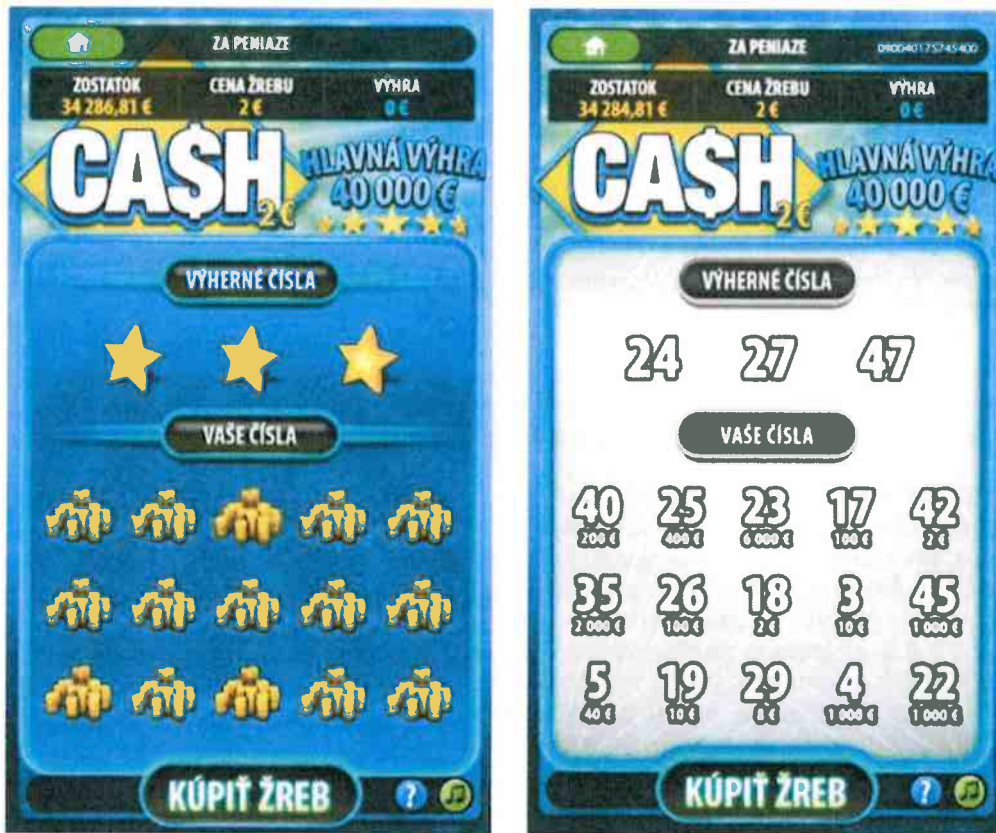 ZA PENIAZE
ZOSTATOK CENA ŽREBU VÝHRA
34 286,81 € 2 € 0 €
CA$H 2€
HLAVNÁ VÝHRA
40 000 €
VÝHERNÉ ČÍSLA
VAŠE ČÍSLA
KÚPIŤ ŽREB ?
ZA PENIAZE 090040175745400
ZOSTATOK CENA ŽREBU VÝHRA
34 284,81 € 2 € 0 €
CA$H 2€
HLAVNÁ VÝHRA
40 000 €
VÝHERNÉ ČÍSLA
24 27 47
VAŠE ČÍSLA
40 25 23 17 42
200 € 400 € 6 000 € 100 € 2 €
35 26 18 3 45
2 000 € 100 € 2 € 10 € 1 000 €
5 19 29 4 22
40 € 10 € 8 € 1 000 € 1 000 €
KÚPIŤ ŽREB ?